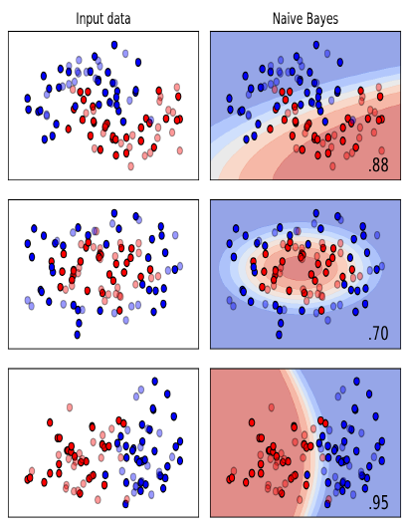 Input data
Naive Bayes
.88
.70
.95